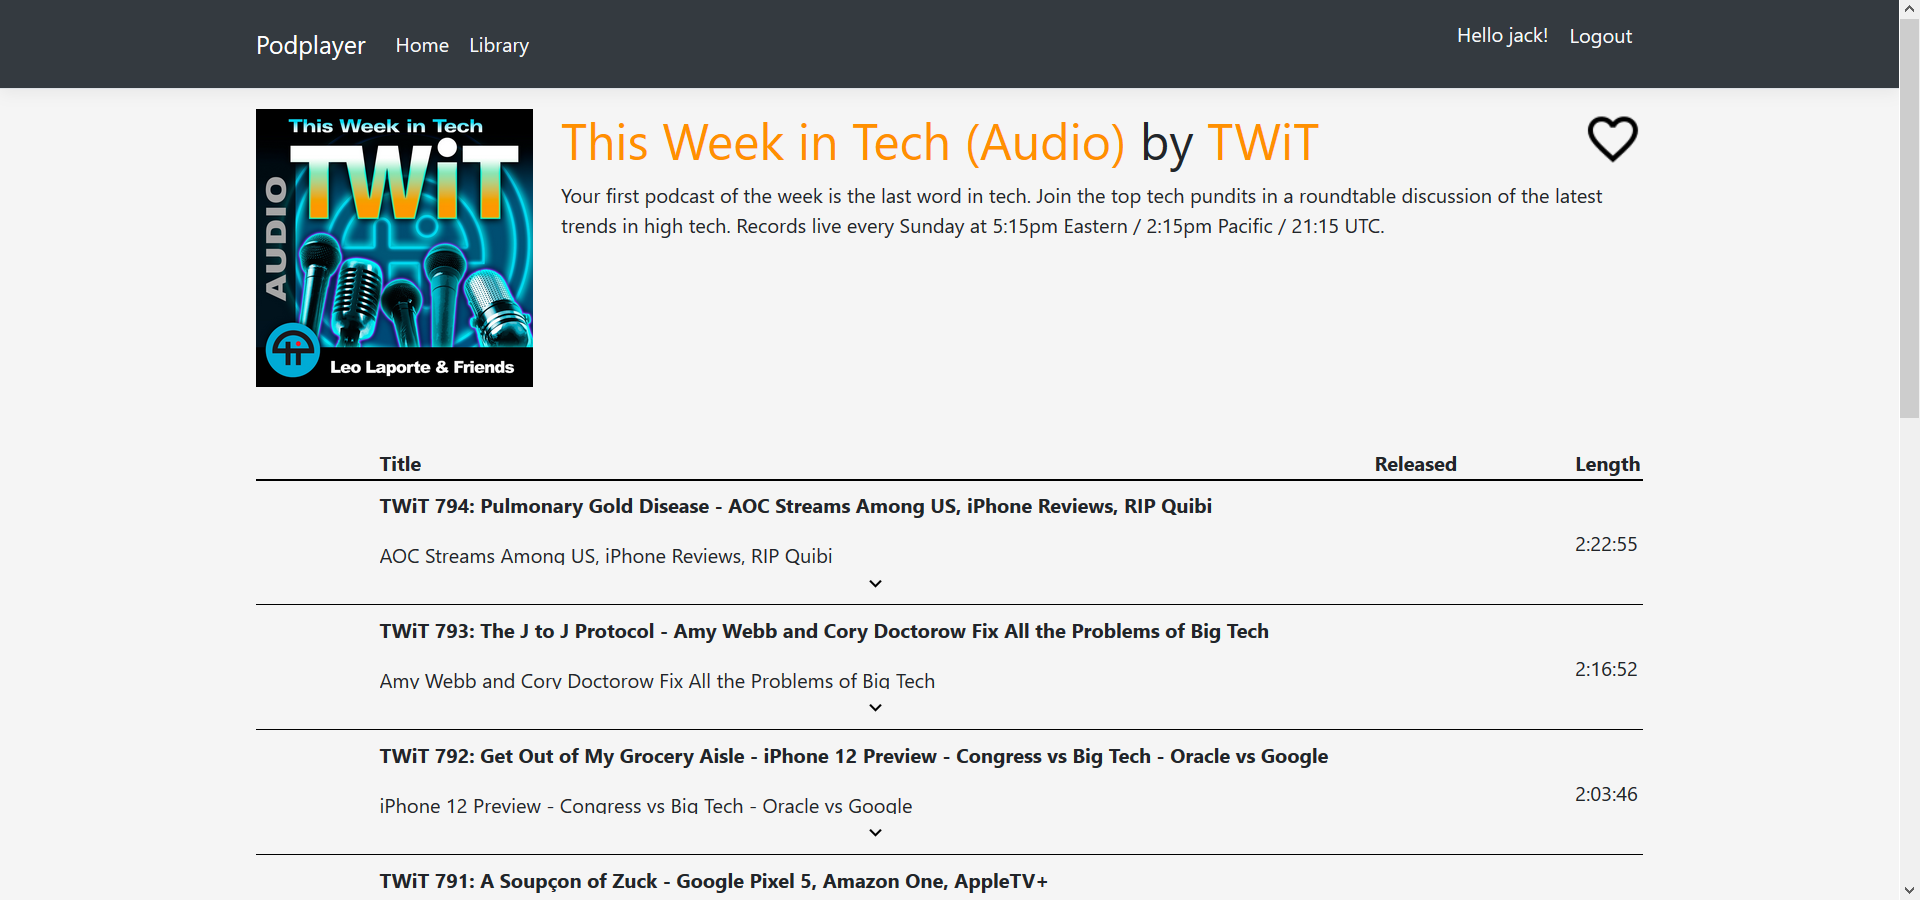 Podplayer Home Library Hello jack! Logout
This Week in Tech
TWiT
AUDIO
Leo Laporte & Friends
This Week in Tech (Audio) by TWiT
Your first podcast of the week is the last word in tech. Join the top tech pundits in a roundtable discussion of the latest
trends in high tech. Records live every Sunday at 5:15pm Eastern / 2:15pm Pacific / 21:15 UTC.
Title Released Length
TWiT 794: Pulmonary Gold Disease - AOC Streams Among US, iPhone Reviews, RIP Quibi
AOC Streams Among US, iPhone Reviews, RIP Quibi
2:22:55
TWiT 793: The J to J Protocol - Amy Webb and Cory Doctorow Fix All the Problems of Big Tech
Amy Webb and Cory Doctorow Fix All the Problems of Big Tech
2:16:52
TWiT 792: Get Out of My Grocery Aisle - iPhone 12 Preview - Congress vs Big Tech - Oracle vs Google
iPhone 12 Preview - Congress vs Big Tech - Oracle vs Google
2:03:46
TWiT 791: A Soupçon of Zuck - Google Pixel 5, Amazon One, AppleTV+